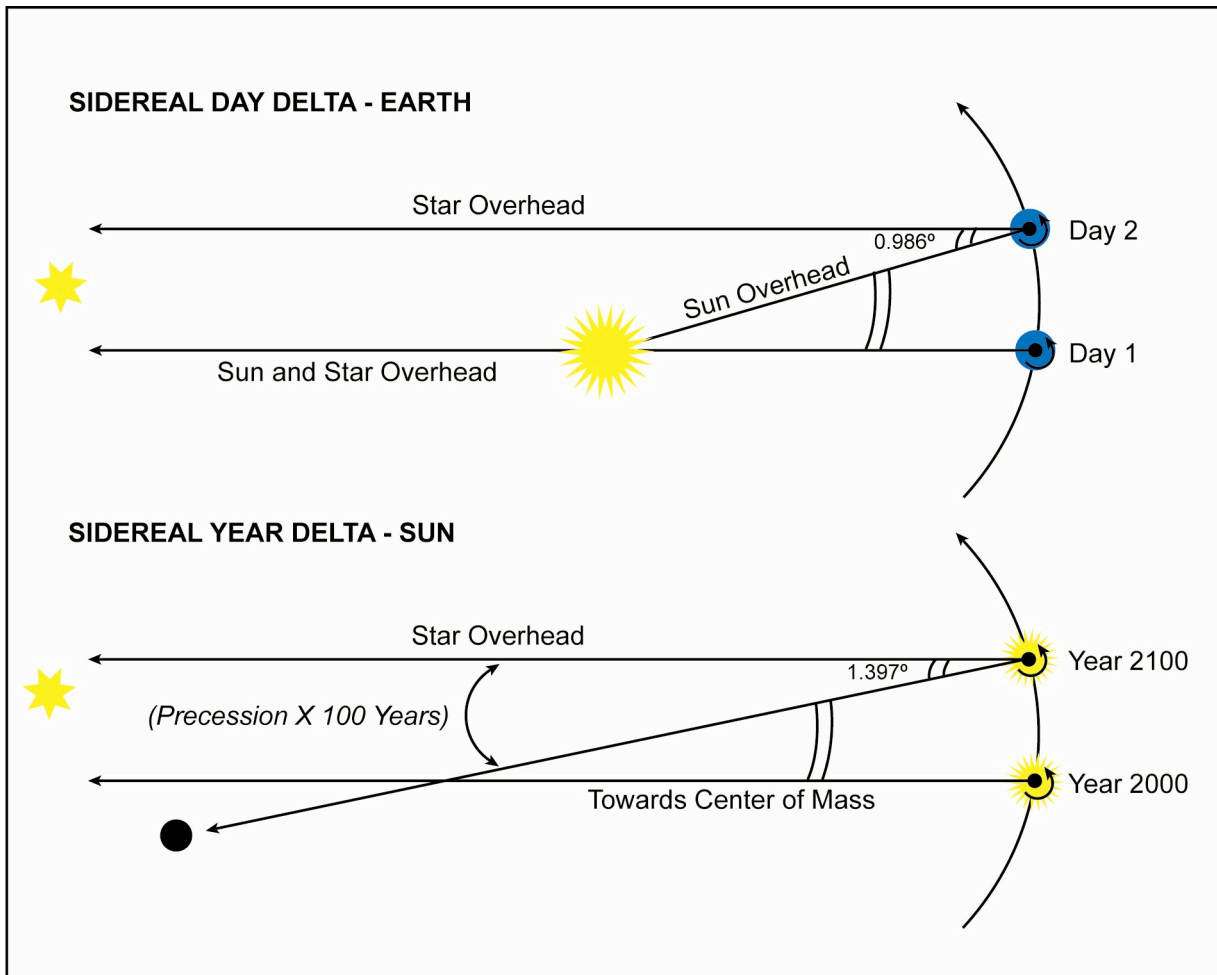 SIDEREAL DAY DELTA - EARTH
Star Overhead
0.986º
Day 2
Sun Overhead
Day 1
Sun and Star Overhead
SIDEREAL YEAR DELTA - SUN
Star Overhead
1.397º
Year 2100
(Precession X 100 Years)
Year 2000
Towards Center of Mass